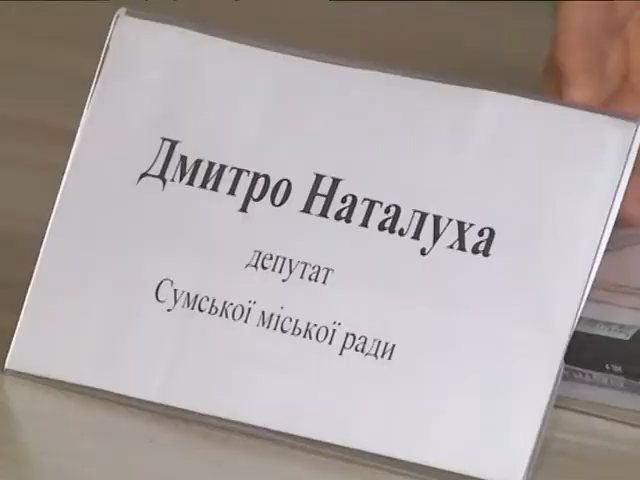 Дмитро Наталуха
депутат
Сумської міської ради